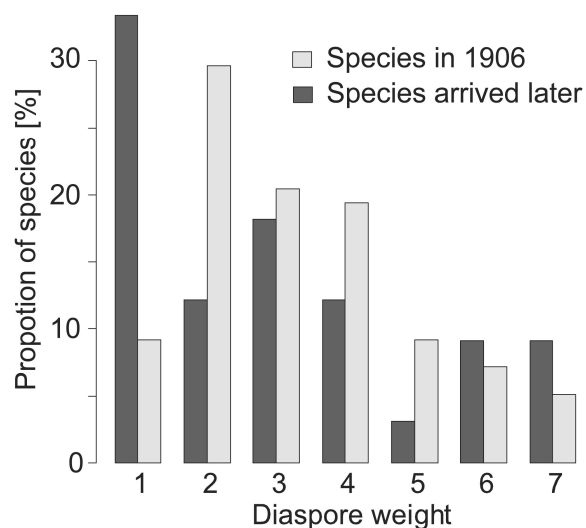 Propotion of species [%]
30
20
10
0
Species in 1906
Species arrived later
1 2 3 4 5 6 7
Diaspore weight